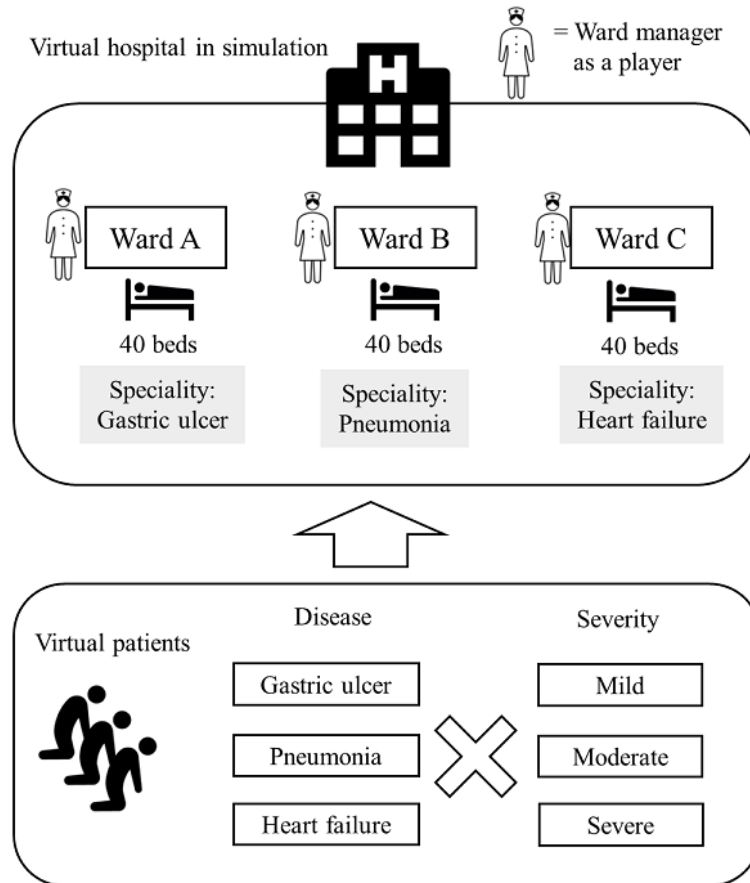 Virtual hospital in simulation
= Ward manager
as a player
H
Ward A
Ward B
Ward C
40 beds
40 beds
40 beds
Speciality:
Gastric ulcer
Speciality:
Pneumonia
Speciality:
Heart failure
Disease
Severity
Virtual patients
Gastric ulcer
Mild
Pneumonia
Moderate
Heart failure
Severe